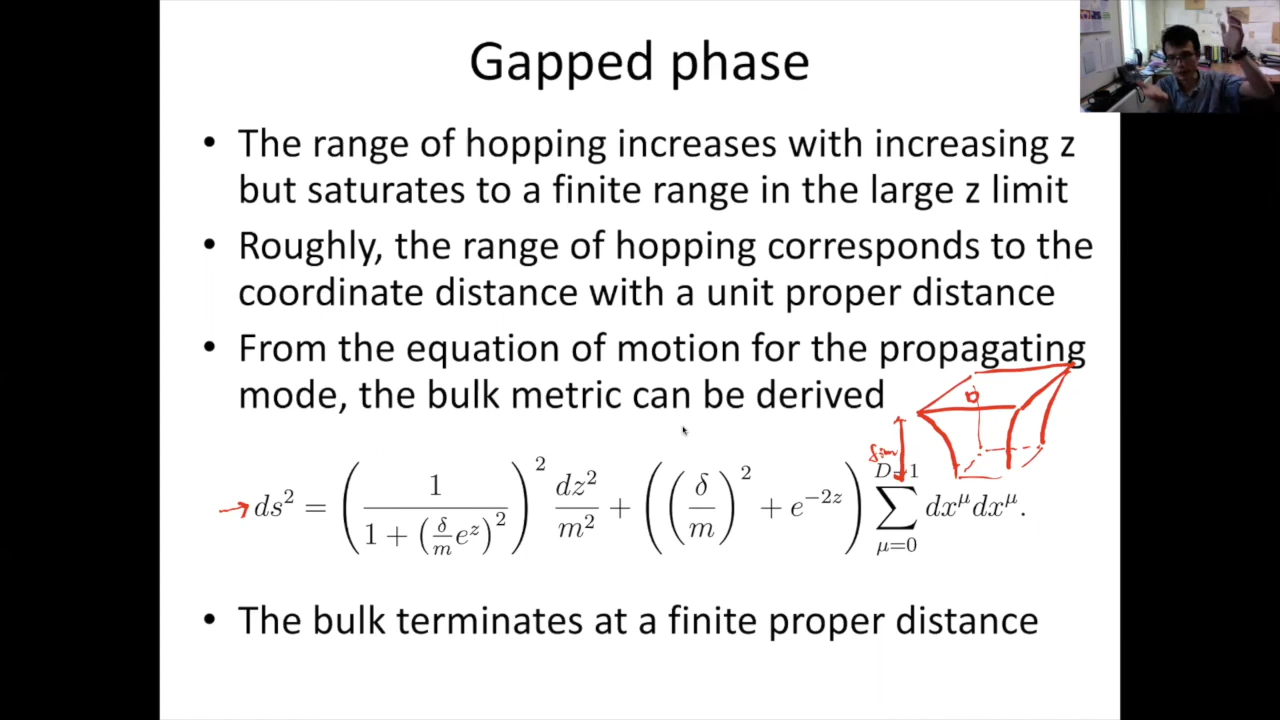 Gapped phase
• The range of hopping increases with increasing z
but saturates to a finite range in the large z limit
• Roughly, the range of hopping corresponds to the
coordinate distance with a unit proper distance
• From the equation of motion for the propagating
mode, the bulk metric can be derived
ds² = ( 1 / ( 1 + ( δ/m e^z )² ) )² dz²/m² + ( ( δ/m )² + e^{−2z} ) ∑_{μ=0}^{D−1} dx^μ dx^μ.
• The bulk terminates at a finite proper distance